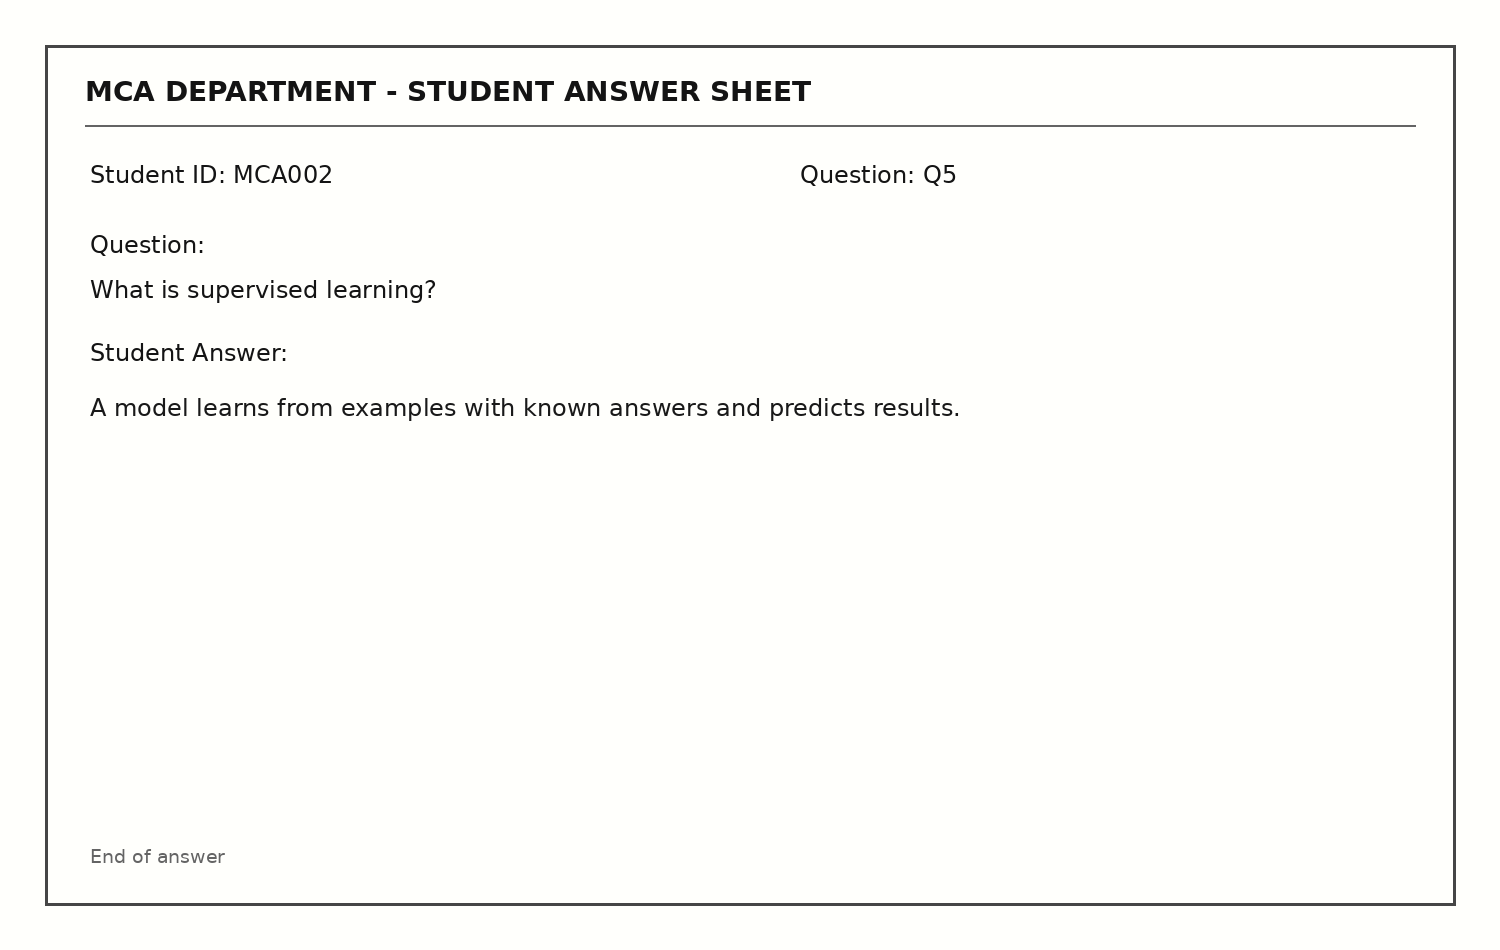 MCA DEPARTMENT - STUDENT ANSWER SHEET
Student ID: MCA002 Question: Q5
Question:
What is supervised learning?
Student Answer:
A model learns from examples with known answers and predicts results.
End of answer